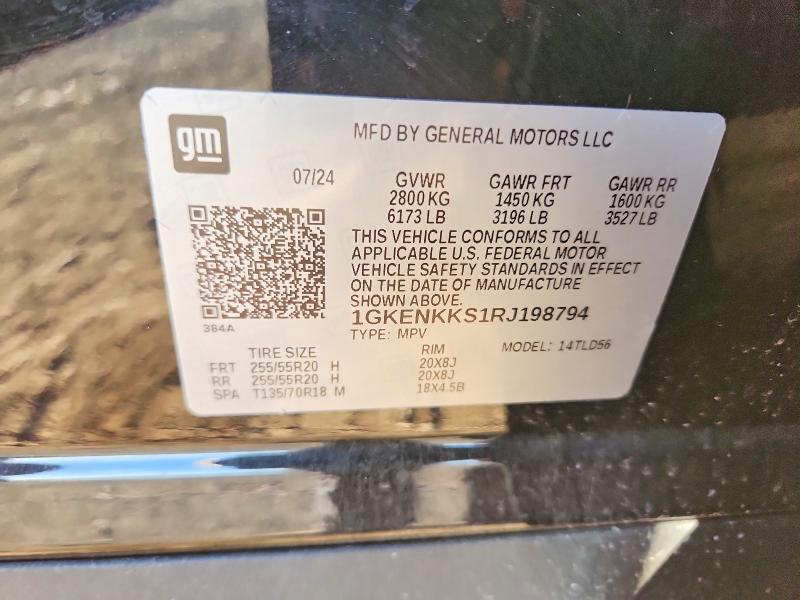 gm
MFD BY GENERAL MOTORS LLC
07/24 GVWR GAWR FRT GAWR RR
2800 KG 1450 KG 1600 KG
6173 LB 3196 LB 3527 LB
THIS VEHICLE CONFORMS TO ALL
APPLICABLE U.S. FEDERAL MOTOR
VEHICLE SAFETY STANDARDS IN EFFECT
ON THE DATE OF MANUFACTURE
SHOWN ABOVE.
1GKENKKS1RJ198794
384A
TYPE: MPV
TIRE SIZE RIM MODEL: 14TLD56
FRT 255/55R20 H 20X8J
RR 255/55R20 H 20X8J
SPA T135/70R18 M 18X4.5B